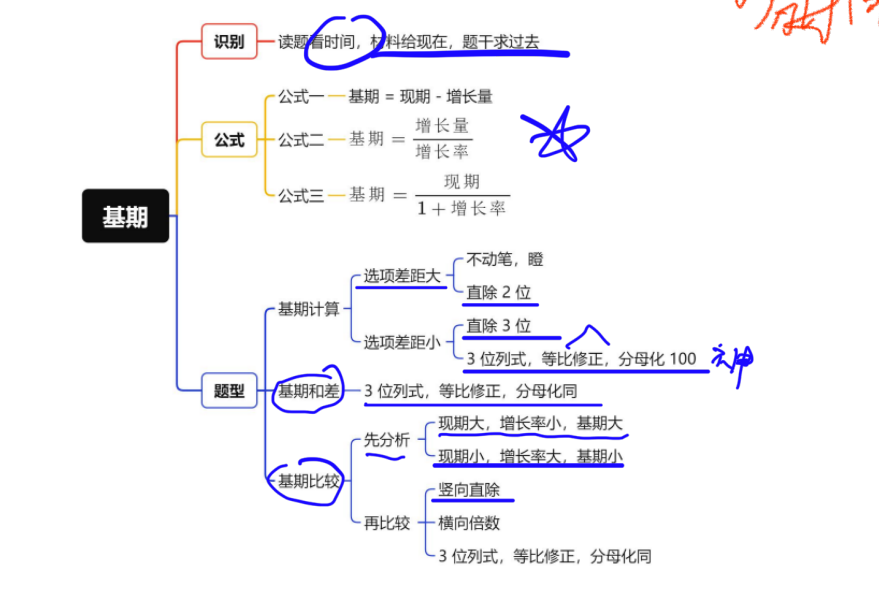 识别
读题看时间，材料给现在，题干求过去
公式一
基期 = 现期 - 增长量
公式
公式二
基期 = 增长量 / 增长率
公式三
基期 = 现期 / 1 + 增长率
基期
不动笔，瞪
选项差距大
直除 2 位
基期计算
直除 3 位
选项差距小
3 位列式，等比修正，分母化 100
题型
基期和差
3 位列式，等比修正，分母化同
现期大，增长率小，基期大
先分析
现期小，增长率大，基期小
基期比较
竖向直除
再比较
横向倍数
3 位列式，等比修正，分母化同